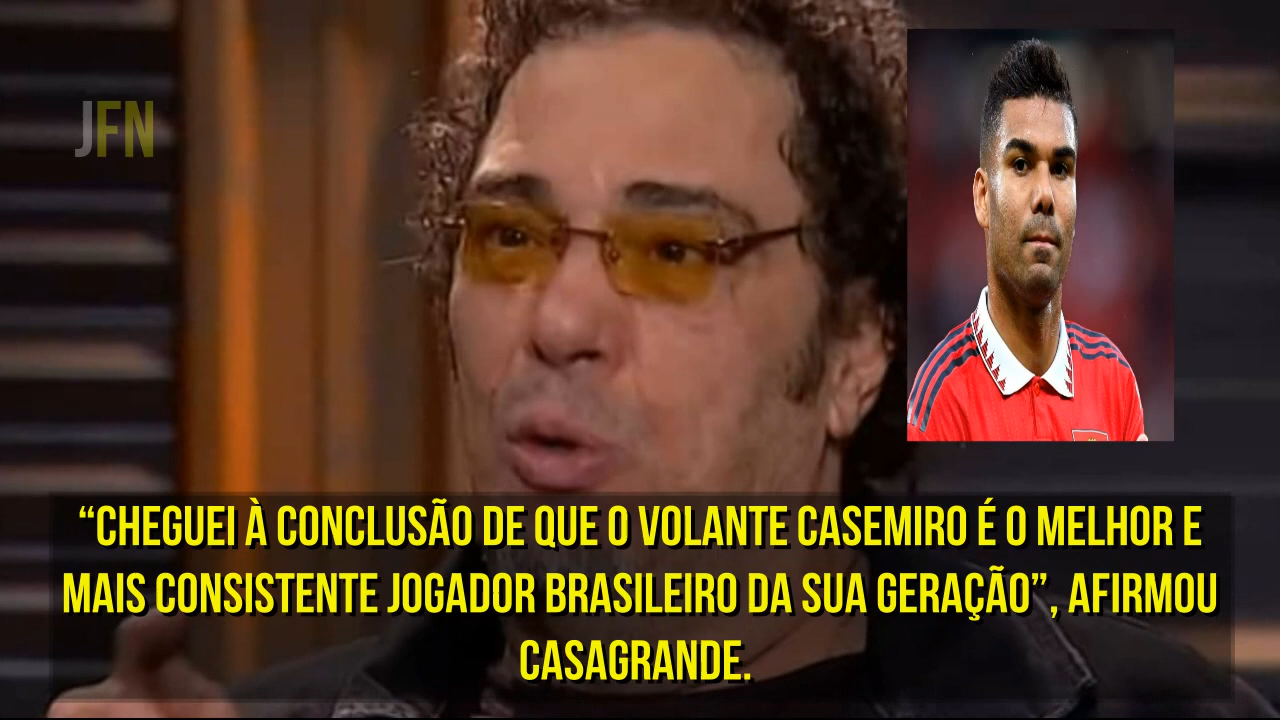 JFN
“CHEGUEI À CONCLUSÃO DE QUE O VOLANTE CASEMIRO É O MELHOR E
MAIS CONSISTENTE JOGADOR BRASILEIRO DA SUA GERAÇÃO”, AFIRMOU
CASAGRANDE.